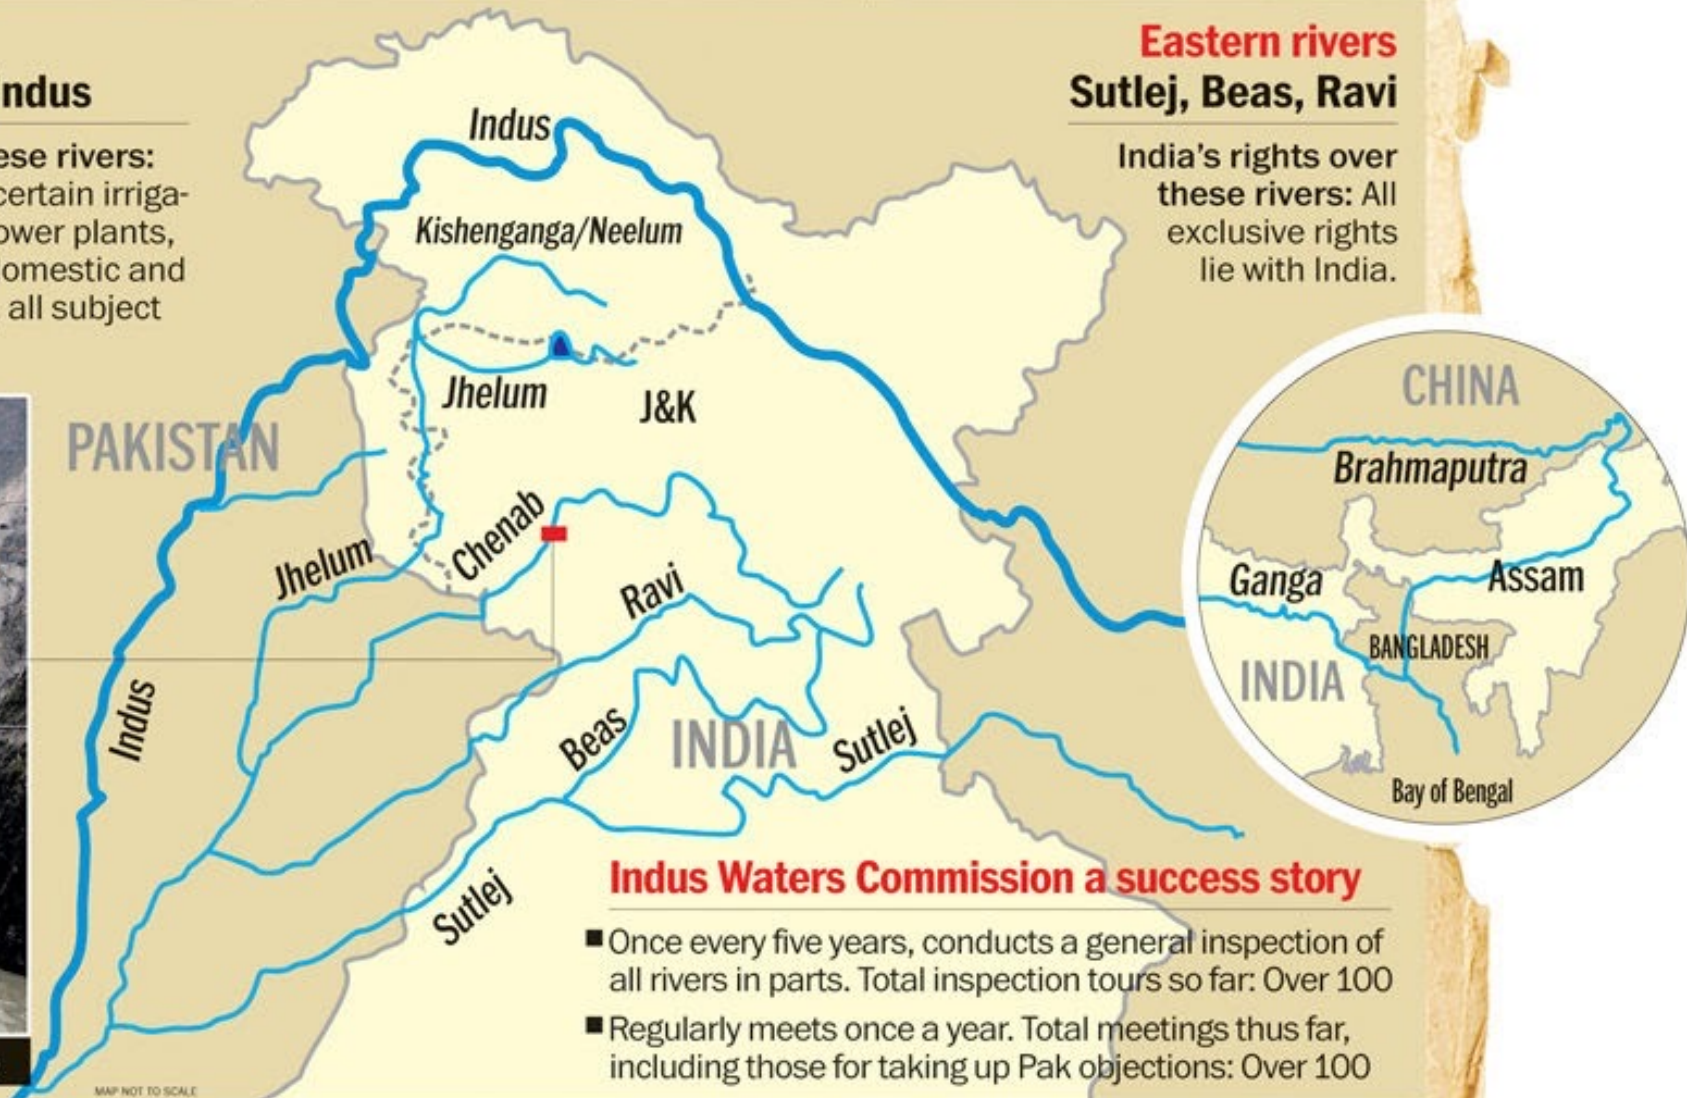 ndus
ese rivers:
certain irriga-
ower plants,
omestic and
all subject
Eastern rivers
Sutlej, Beas, Ravi
India's rights over
these rivers: All
exclusive rights
lie with India.
Indus
Kishenganga/Neelum
Jhelum
J&K
PAKISTAN
Chenab
Jhelum
Ravi
Indus
Beas
INDIA
Sutlej
Sutlej
CHINA
Brahmaputra
Ganga
Assam
BANGLADESH
INDIA
Bay of Bengal
Indus Waters Commission a success story
■ Once every five years, conducts a general inspection of
all rivers in parts. Total inspection tours so far: Over 100
■ Regularly meets once a year. Total meetings thus far,
including those for taking up Pak objections: Over 100
MAP NOT TO SCALE